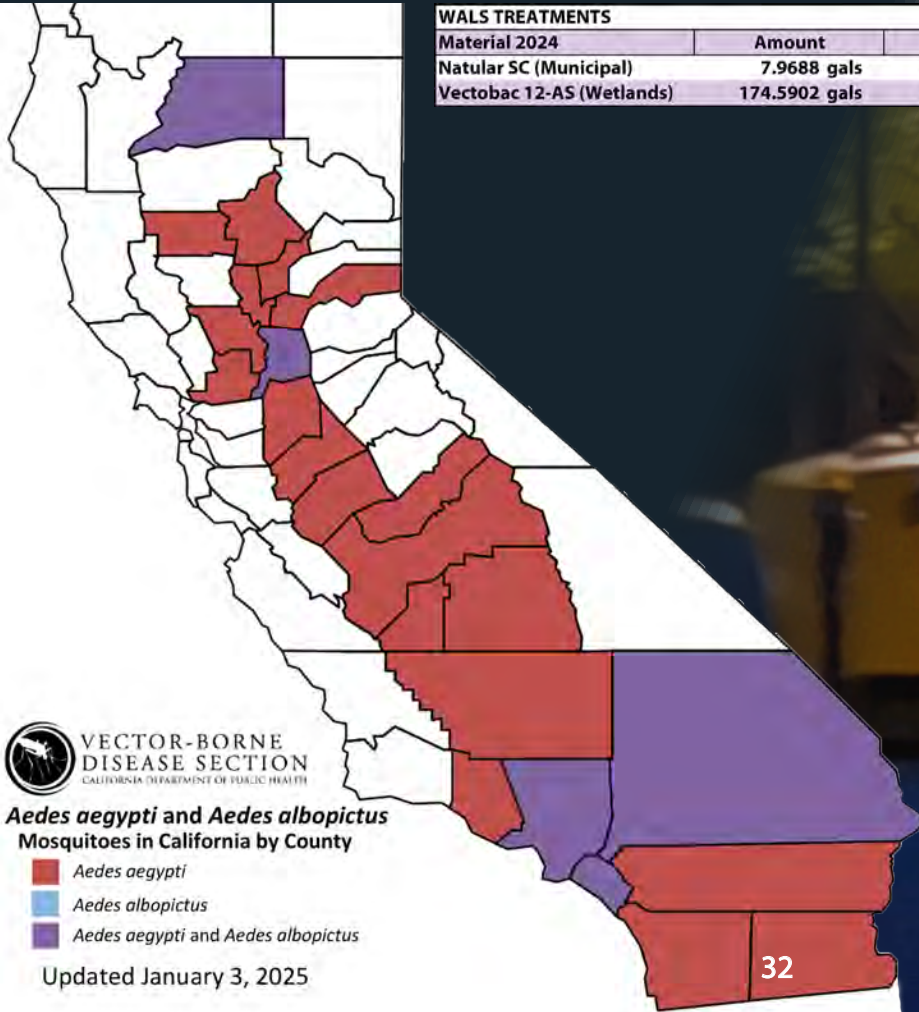 WALS TREATMENTS
Material 2024 Amount
Natular SC (Municipal) 7.9688 gals
Vectobac 12-AS (Wetlands) 174.5902 gals
VECTOR-BORNE
DISEASE SECTION
CALIFORNIA DEPARTMENT OF PUBLIC HEALTH
Aedes aegypti and Aedes albopictus
Mosquitoes in California by County
Aedes aegypti
Aedes albopictus
Aedes aegypti and Aedes albopictus
Updated January 3, 2025
32